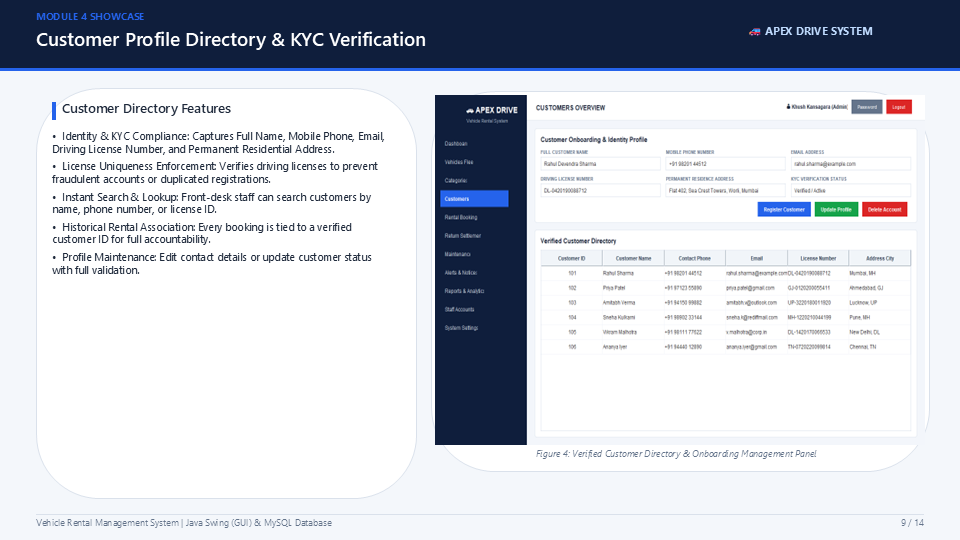 MODULE 4 SHOWCASE
Customer Profile Directory & KYC Verification
APEX DRIVE SYSTEM
Customer Directory Features
• Identity & KYC Compliance: Captures Full Name, Mobile Phone, Email,
Driving License Number, and Permanent Residential Address.
• License Uniqueness Enforcement: Verifies driving licenses to prevent
fraudulent accounts or duplicated registrations.
• Instant Search & Lookup: Front-desk staff can search customers by
name, phone number, or license ID.
• Historical Rental Association: Every booking is tied to a verified
customer ID for full accountability.
• Profile Maintenance: Edit contact details or update customer status
with full validation.
APEX DRIVE
Vehicle Rental System
Dashboard
Vehicles Flee
Categories
Customers
Rental Booking
Return Settlemer
Maintenance
Alerts & Notices
Reports & Analytic
Staff Accounts
System Settings
CUSTOMERS OVERVIEW
Khush Kansagara (Admin)
Password
Logout
Customer Onboarding & Identity Profile
FULL CUSTOMER NAME MOBILE PHONE NUMBER EMAIL ADDRESS
Rahul Devendra Sharma +91 98201 44512 rahul.sharma@example.com
DRIVING LICENSE NUMBER PERMANENT RESIDENCE ADDRESS KYC VERIFICATION STATUS
DL-0420190088712 Flat 402, Sea Crest Towers, Worli, Mumbai Verified / Active
Register Customer Update Profile Delete Account
Verified Customer Directory
Customer ID Customer Name Contact Phone Email License Number Address City
101 Rahul Sharma +91 98201 44512 rahul.sharma@example.com DL-0420190088712 Mumbai, MH
102 Priya Patel +91 97123 55890 priya.patel@gmail.com GJ-0120200055411 Ahmedabad, GJ
103 Amitabh Verma +91 94150 99882 amitabh.v@outlook.com UP-3220180011920 Lucknow, UP
104 Sneha Kulkarni +91 98902 33144 sneha.k@rediffmail.com MH-1220210044199 Pune, MH
105 Vikram Malhotra +91 98111 77622 v.malhotra@corp.in DL-1420170066533 New Delhi, DL
106 Ananya Iyer +91 94440 12890 ananya.iyer@gmail.com TN-0720220099814 Chennai, TN
Figure 4: Verified Customer Directory & Onboarding Management Panel
Vehicle Rental Management System | Java Swing (GUI) & MySQL Database
9 / 14